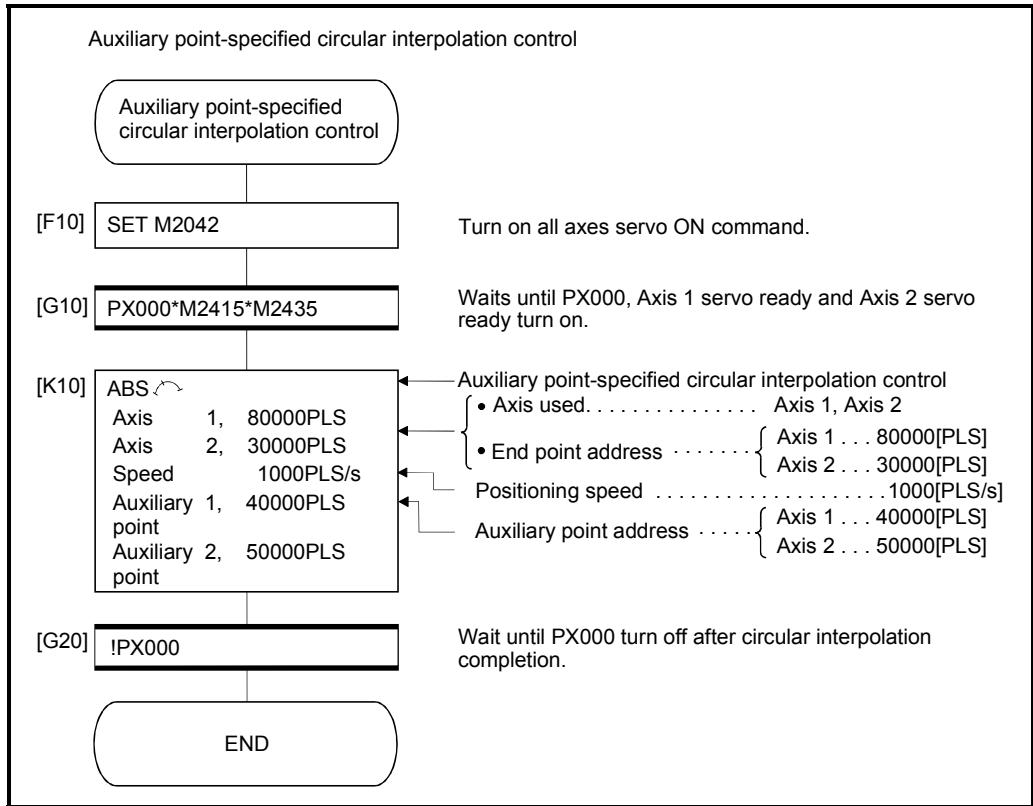 Auxiliary point-specified circular interpolation control
Auxiliary point-specified
circular interpolation control
[F10] SET M2042
Turn on all axes servo ON command.
[G10] PX000*M2415*M2435
Waits until PX000, Axis 1 servo ready and Axis 2 servo
ready turn on.
[K10] ABS
Axis 1, 80000PLS
Axis 2, 30000PLS
Speed 1000PLS/s
Auxiliary 1, 40000PLS
point
Auxiliary 2, 50000PLS
point
Auxiliary point-specified circular interpolation control
• Axis used. . . . . . . . . . . . . . . Axis 1, Axis 2
• End point address . . . . . . . Axis 1 . . . 80000[PLS]
Axis 2 . . . 30000[PLS]
Positioning speed . . . . . . . . . . . . . . . . . . . . .1000[PLS/s]
Auxiliary point address . . . . . Axis 1 . . . 40000[PLS]
Axis 2 . . . 50000[PLS]
[G20] !PX000
Wait until PX000 turn off after circular interpolation
completion.
END